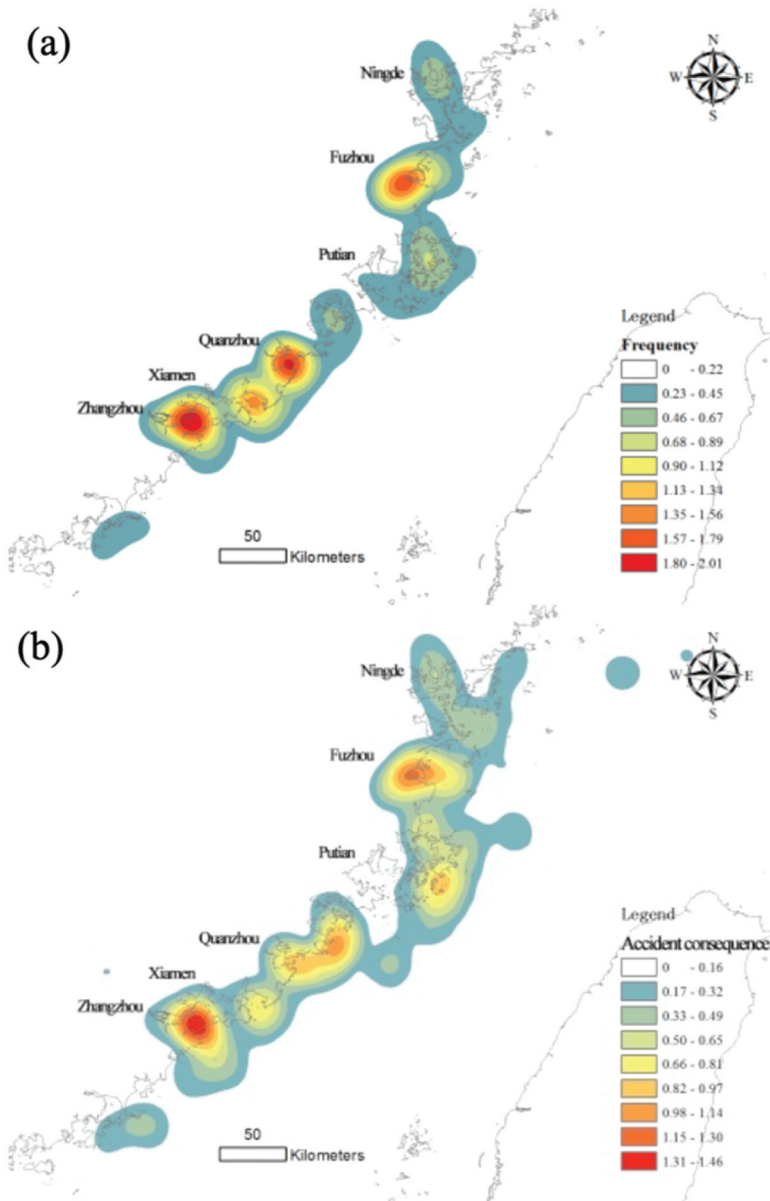 (a)
N
W E
S
Ningde
Fuzhou
Putian
Quanzhou
Xiamen
Zhangzhou
50
Kilometers
Legend
Frequency
0 - 0.22
0.23 - 0.45
0.46 - 0.67
0.68 - 0.89
0.90 - 1.12
1.13 - 1.34
1.35 - 1.56
1.57 - 1.79
1.80 - 2.01
(b)
N
W E
S
Ningde
Fuzhou
Putian
Quanzhou
Xiamen
Zhangzhou
50
Kilometers
Legend
Accident consequence
0 - 0.16
0.17 - 0.32
0.33 - 0.49
0.50 - 0.65
0.66 - 0.81
0.82 - 0.97
0.98 - 1.14
1.15 - 1.30
1.31 - 1.46